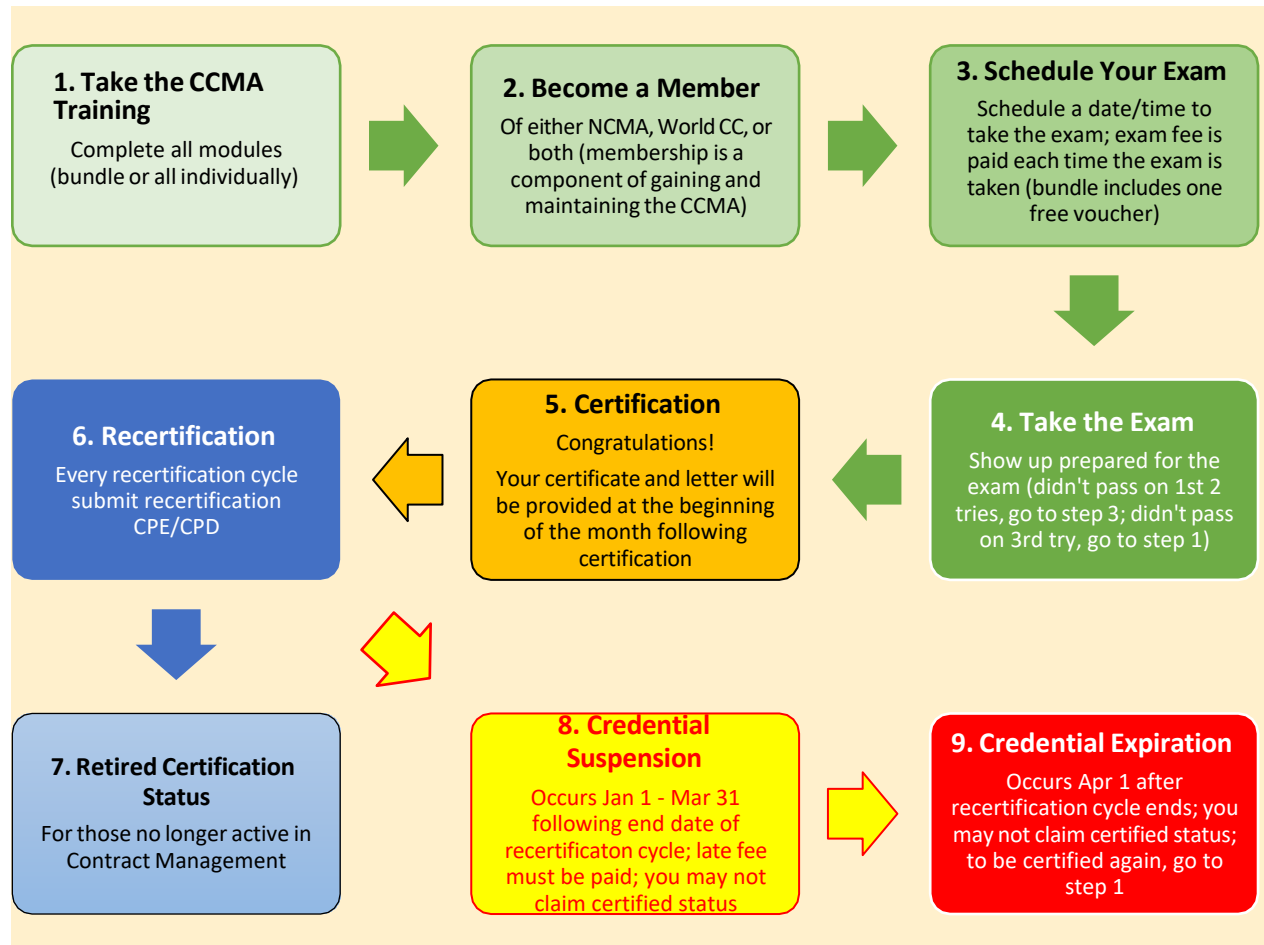 1. Take the CCMA
Training
Complete all modules
(bundle or all individually)
2. Become a Member
Of either NCMA, World CC, or
both (membership is a
component of gaining and
maintaining the CCMA)
3. Schedule Your Exam
Schedule a date/time to
take the exam; exam fee is
paid each time the exam is
taken (bundle includes one
free voucher)
4. Take the Exam
Show up prepared for the
exam (didn't pass on 1st 2
tries, go to step 3; didn't pass
on 3rd try, go to step 1)
5. Certification
Congratulations!
Your certificate and letter will
be provided at the beginning
of the month following
certification
6. Recertification
Every recertification cycle
submit recertification
CPE/CPD
7. Retired Certification
Status
For those no longer active in
Contract Management
8. Credential
Suspension
Occurs Jan 1 - Mar 31
following end date of
recertificaton cycle; late fee
must be paid; you may not
claim certified status
9. Credential Expiration
Occurs Apr 1 after
recertification cycle ends; you
may not claim certified status;
to be certified again, go to
step 1